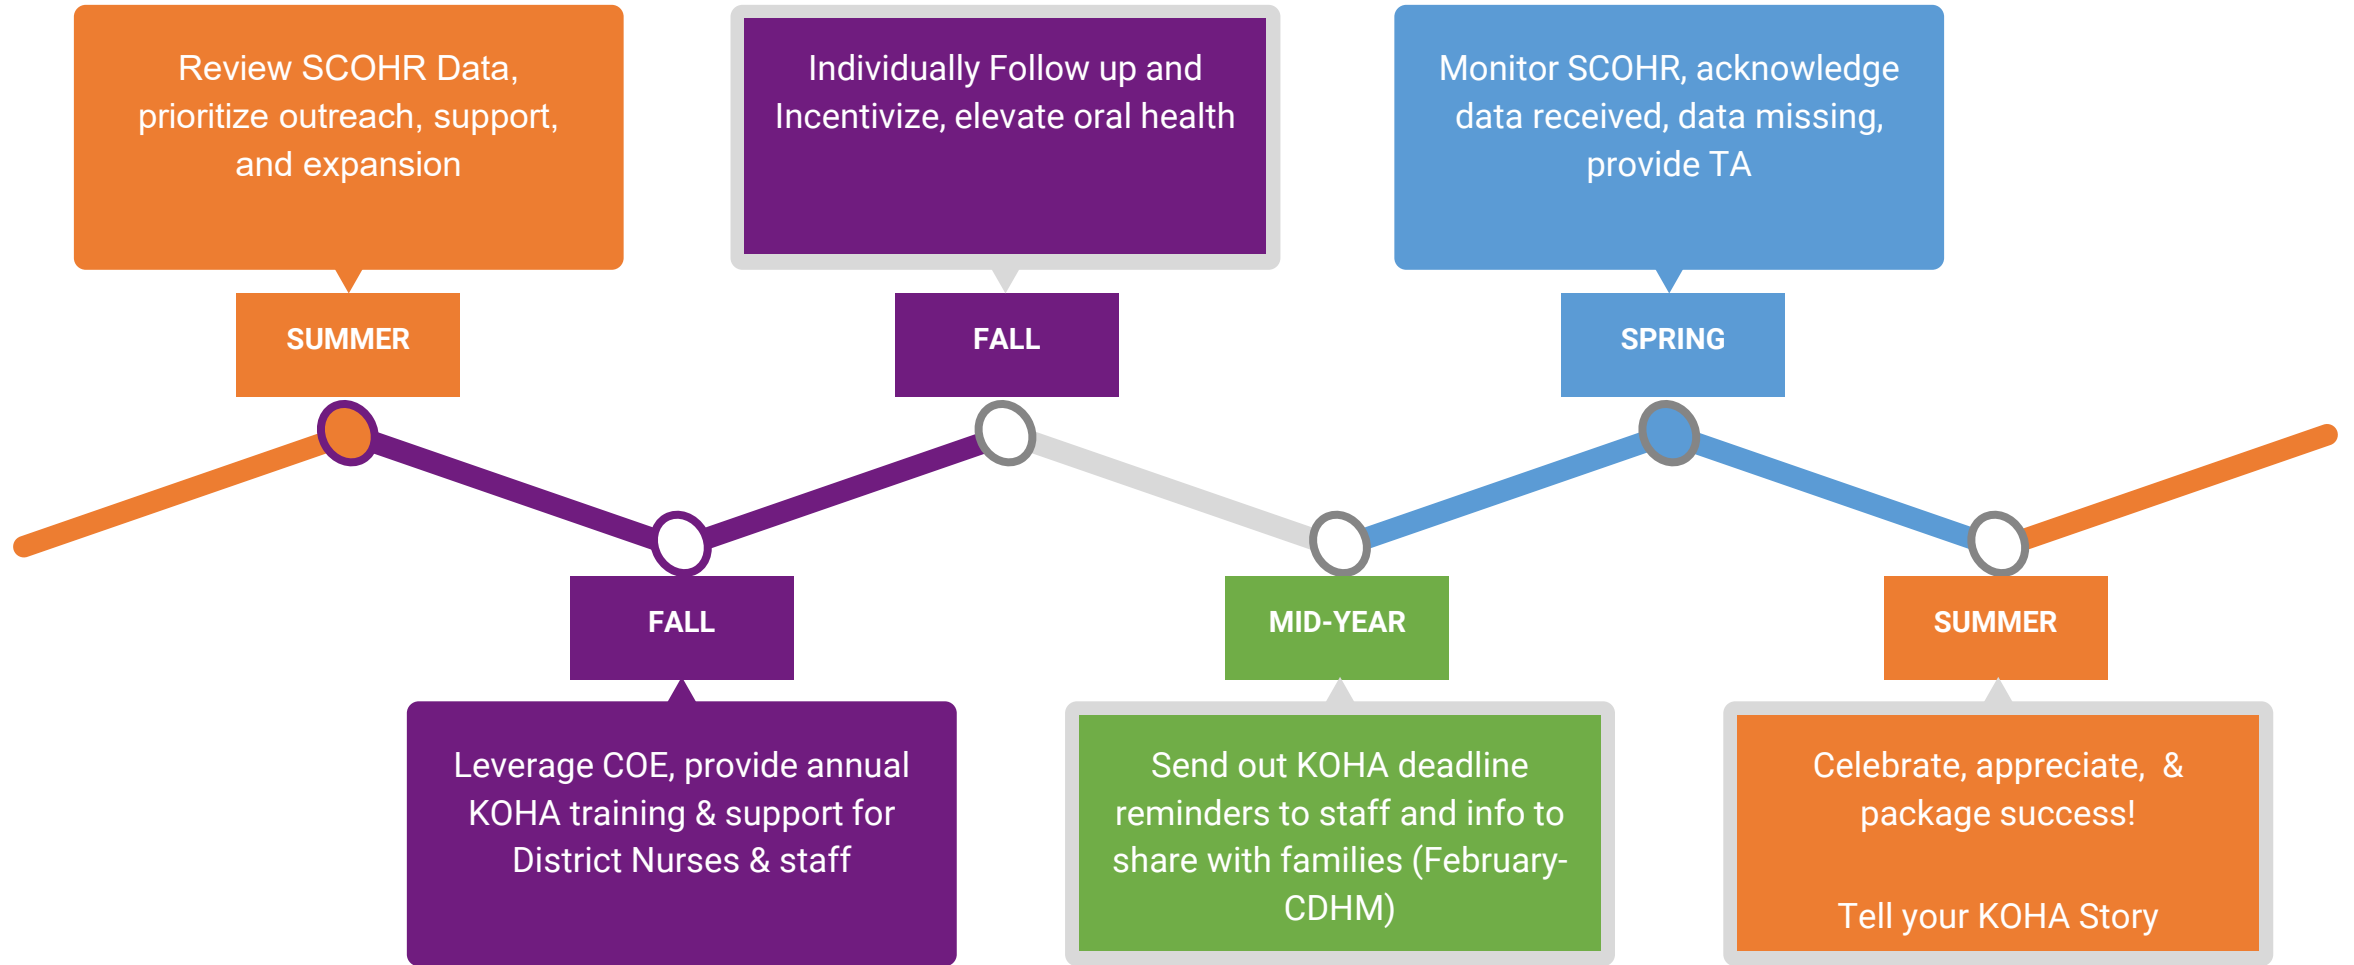 Review SCOHR Data,
prioritize outreach, support,
and expansion
SUMMER
Leverage COE, provide annual
KOHA training & support for
District Nurses & staff
FALL
Individually Follow up and
Incentivize, elevate oral health
FALL
Send out KOHA deadline
reminders to staff and info to
share with families (February-
CDHM)
MID-YEAR
Monitor SCOHR, acknowledge
data received, data missing,
provide TA
SPRING
Celebrate, appreciate, &
package success!
Tell your KOHA Story
SUMMER